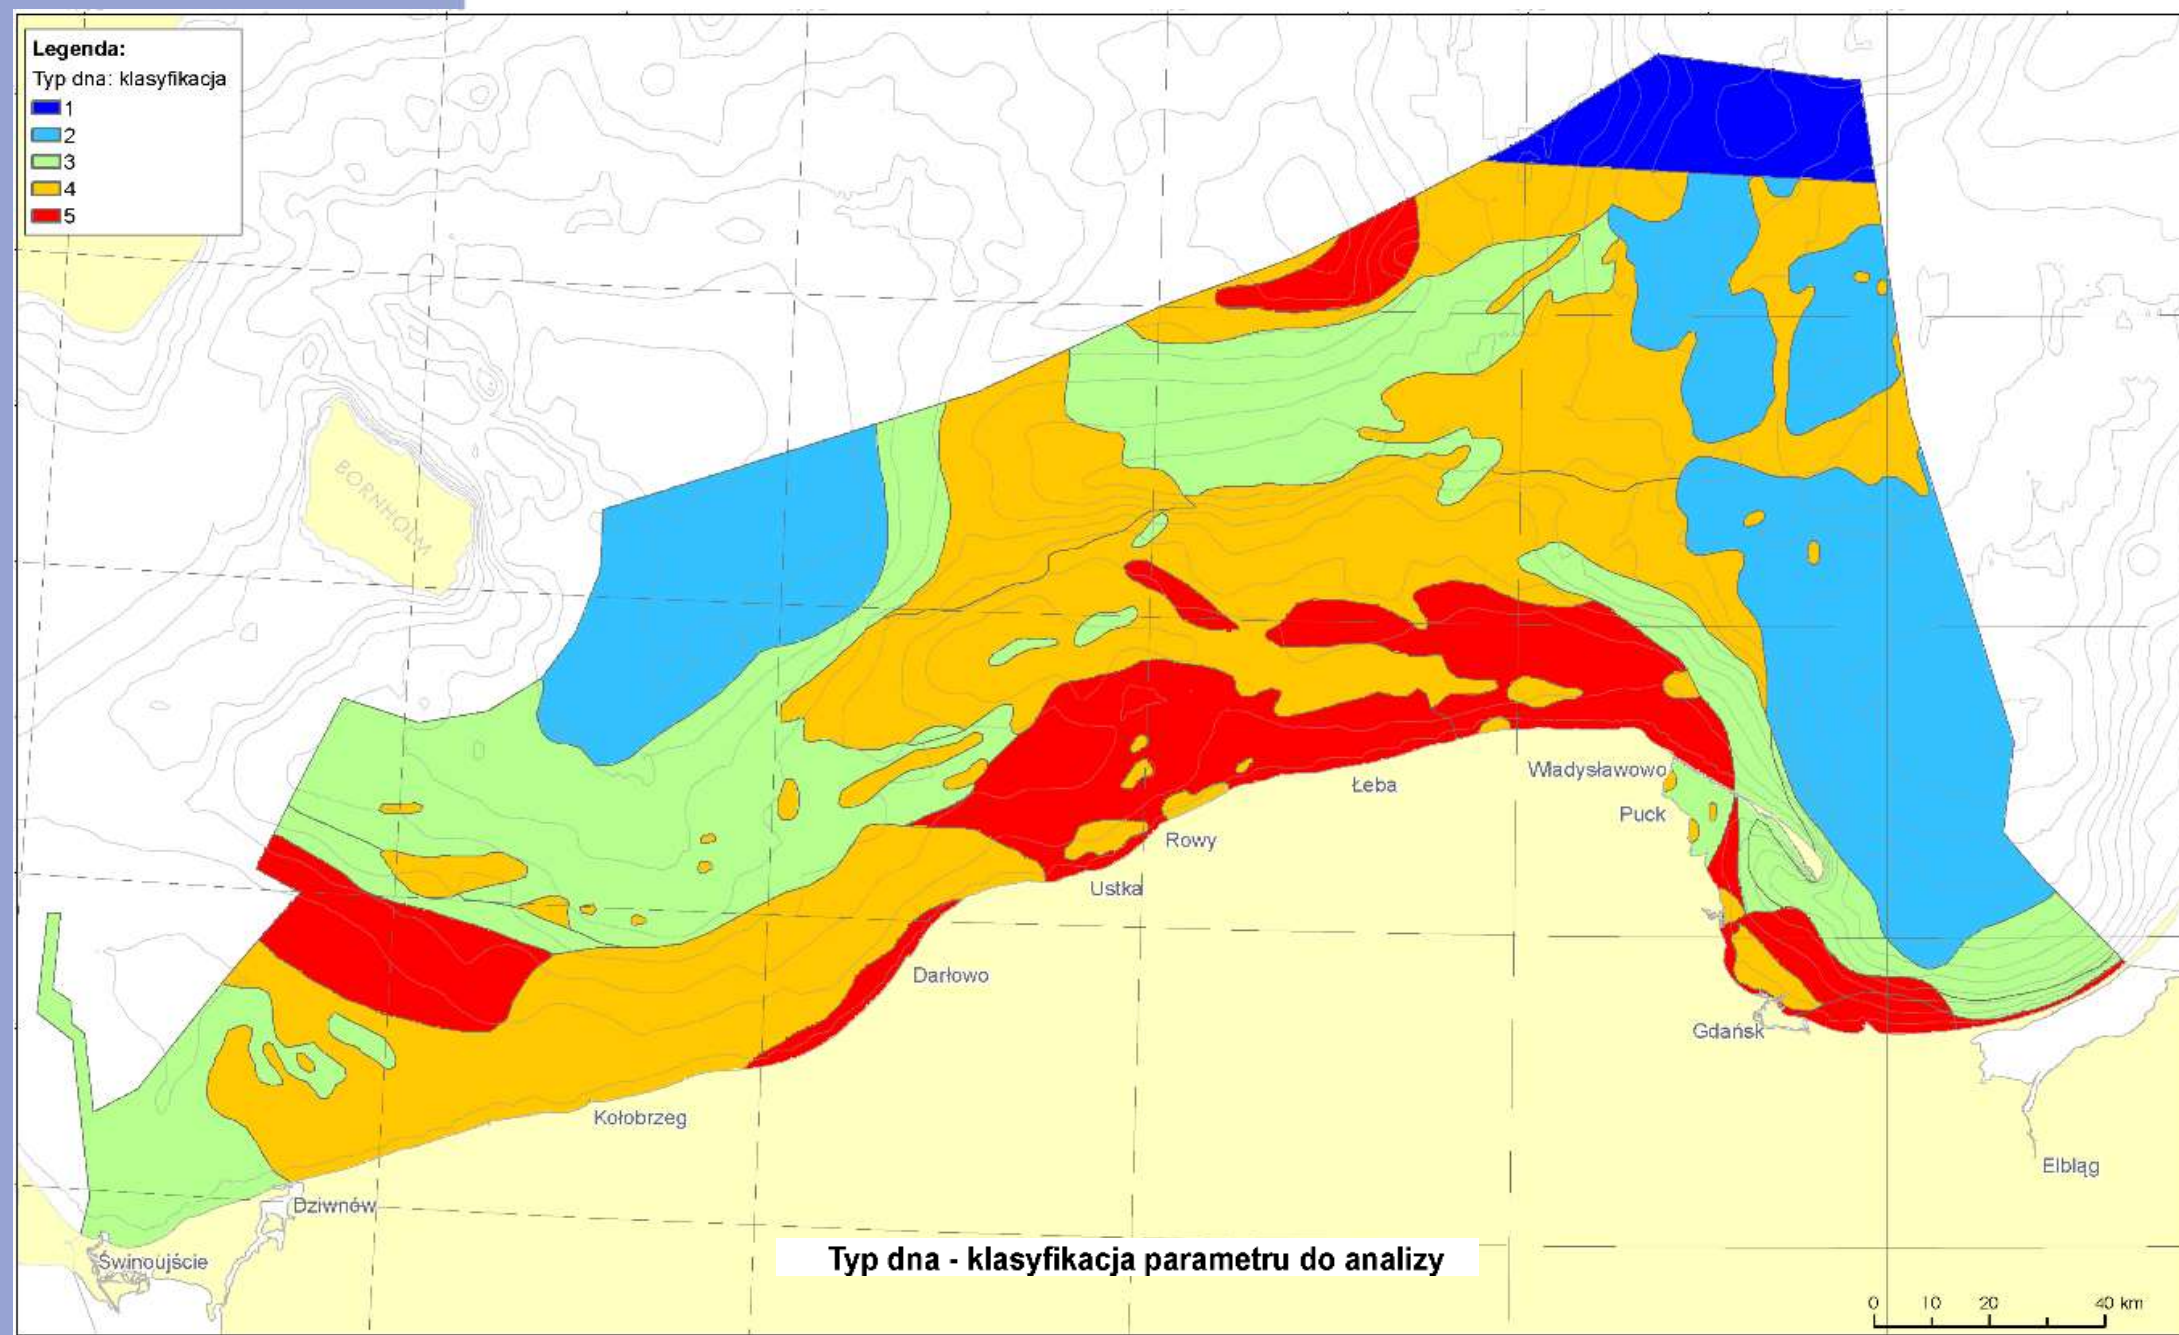 Legenda:
Typ dna: klasyfikacja
1
2
3
4
5
BORNHOLM
Władysławowo
Łeba
Puck
Rowy
Ustka
Darłowo
Gdańsk
Kołobrzeg
Elbląg
Dziwnów
Świnoujście
Typ dna - klasyfikacja parametru do analizy
0 10 20 40 km